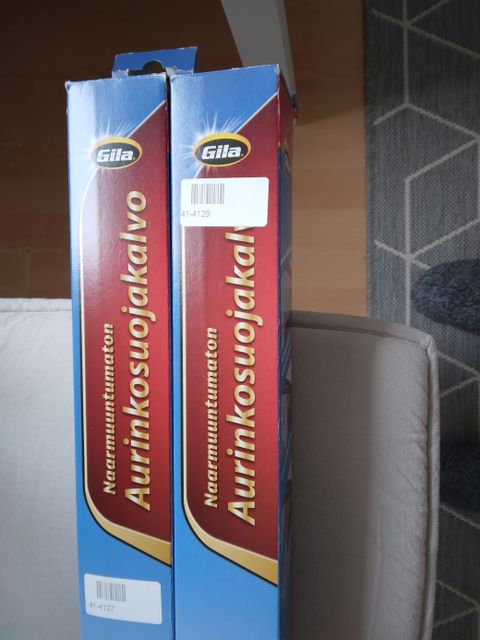 Gila
Naarmuuntumaton
Aurinkosuojakalvo
41-4127
Gila
41-4129
Naarmuuntumaton
Aurinkosuojakalv